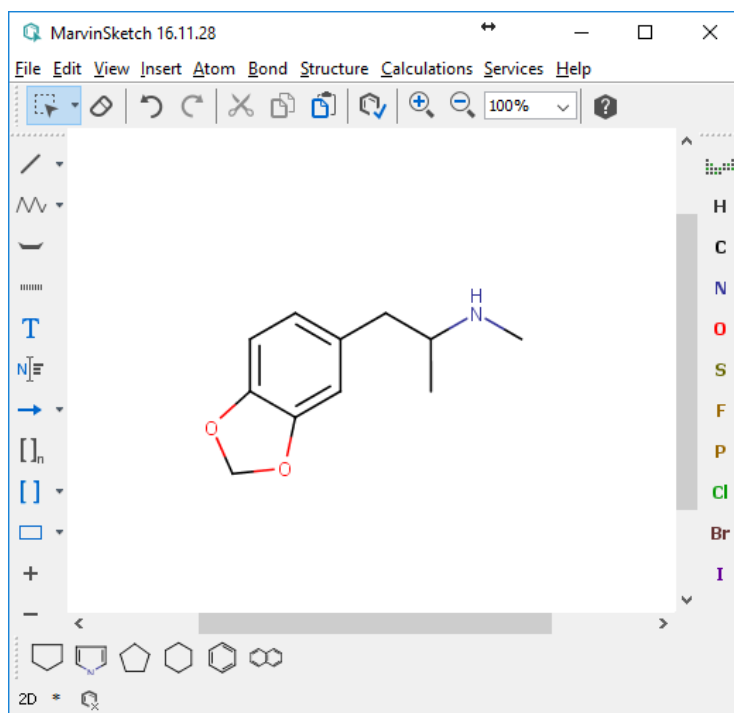 MarvinSketch 16.11.28
File Edit View Insert Atom Bond Structure Calculations Services Help
100%
H
C
N
O
S
F
P
Cl
Br
I
T
N
[ ]n
[ ]
H
N
O
O
N
2D *